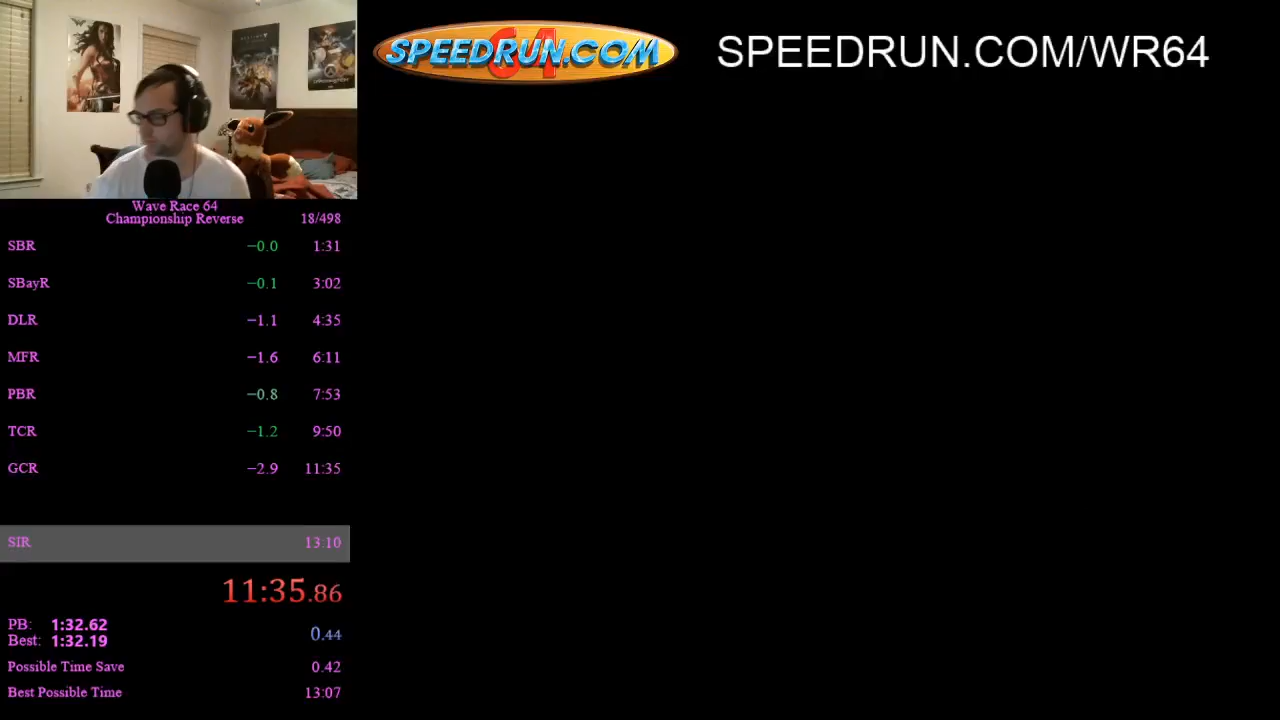 SPEEDRUN.COM
64
SPEEDRUN.COM/WR64
Wave Race 64
Championship Reverse 18/498
SBR −0.0 1:31
SBayR −0.1 3:02
DLR −1.1 4:35
MFR −1.6 6:11
PBR −0.8 7:53
TCR −1.2 9:50
GCR −2.9 11:35
SIR 13:10
11:35.86
PB: 1:32.62
Best: 1:32.19 0.44
Possible Time Save 0.42
Best Possible Time 13:07